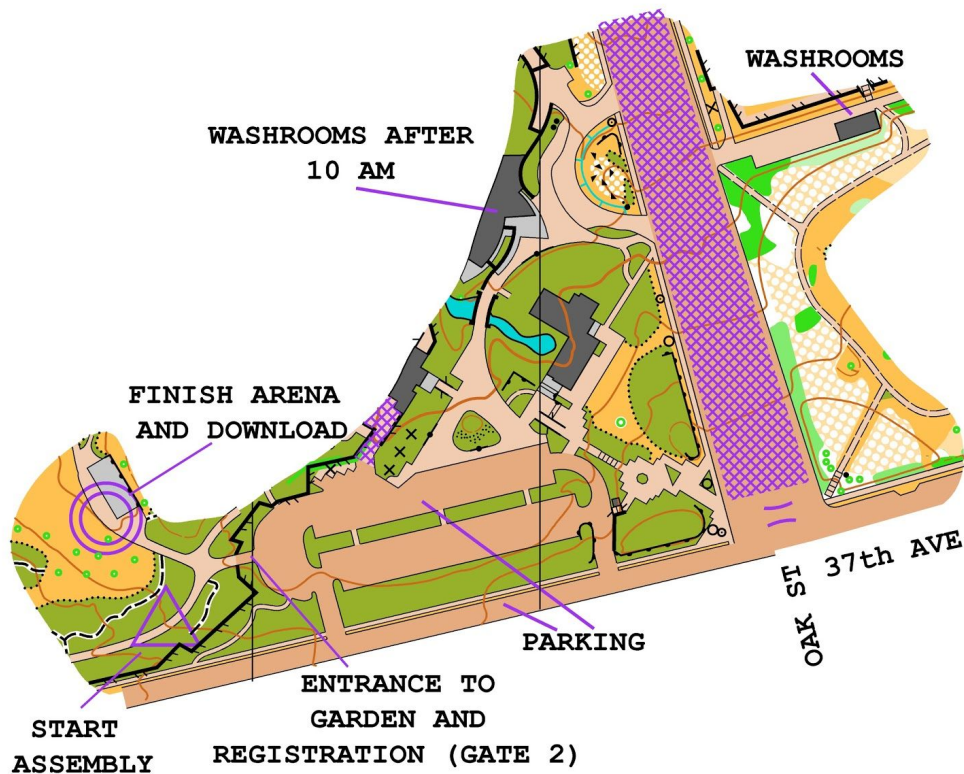 WASHROOMS
WASHROOMS AFTER
10 AM
FINISH ARENA
AND DOWNLOAD
37th AVE
OAK ST
PARKING
ENTRANCE TO
GARDEN AND
REGISTRATION (GATE 2)
START
ASSEMBLY